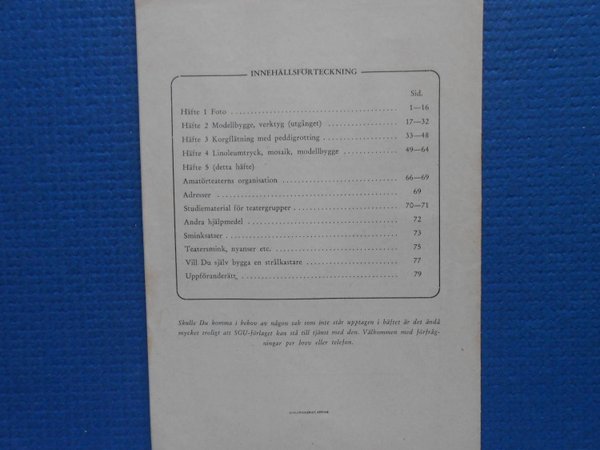 INNEHÅLLSFÖRTECKNING
Sid.
Häfte 1 Foto 1—16
Häfte 2 Modellbygge, verktyg (utgånget) 17—32
Häfte 3 Korgflätning med peddigrotting 33—48
Häfte 4 Linoleumtryck, mosaik, modellbygge 49—64
Häfte 5 (detta häfte)
Amatörteaterns organisation 66—69
Adresser 69
Studiematerial för teatergrupper 70—71
Andra hjälpmedel 72
Sminksatser 73
Teatersmink, nyanser etc. 75
Vill Du själv bygga en strålkastare 77
Uppföranderätt 79
Skulle Du komma i behov av någon sak som inte står upptagen i häftet är det ändå
mycket troligt att SGU-förlaget kan stå till tjänst med den. Välkommen med förfråg-
ningar per brev eller telefon.